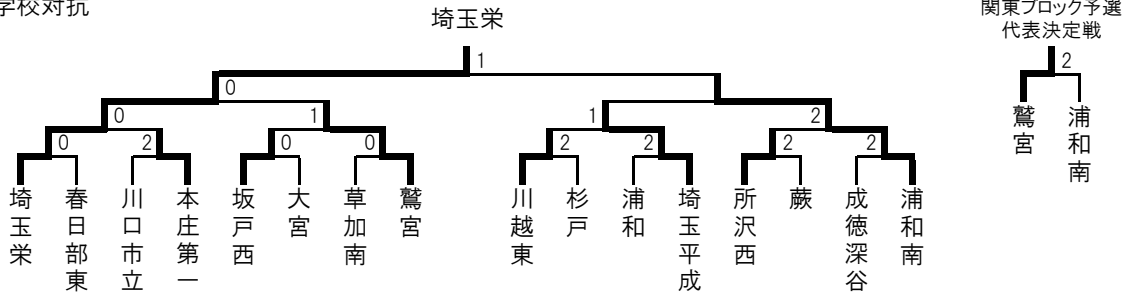 学校対抗
埼玉栄
関東ブロック予選
代表決定戦
1
2
0
0
1
1
2
0
2
0
0
2
2
2
2
鷲宮
浦和南
埼玉栄
春日部東
川口市立
本庄第一
坂戸西
大宮
草加南
鷲宮
川越東
杉戸
浦和
埼玉平成
所沢西
蕨
成徳深谷
浦和南